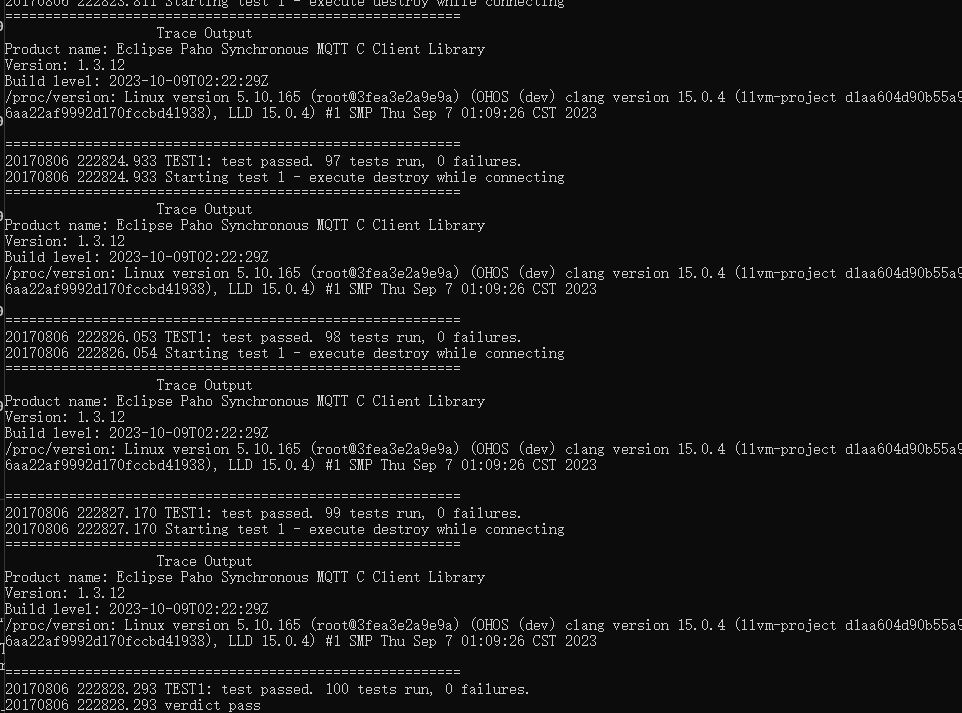 20170806 222823.811 Starting test 1 - execute destroy while connecting
=========================================================
Trace Output
Product name: Eclipse Paho Synchronous MQTT C Client Library
Version: 1.3.12
Build level: 2023-10-09T02:22:29Z
/proc/version: Linux version 5.10.165 (root@3fea3e2a9e9a) (OHOS (dev) clang version 15.0.4 (llvm-project d1aa604d90b55a9
6aa22af9992d170fccbd41938), LLD 15.0.4) #1 SMP Thu Sep 7 01:09:26 CST 2023
=========================================================
20170806 222824.933 TEST1: test passed. 97 tests run, 0 failures.
20170806 222824.933 Starting test 1 - execute destroy while connecting
=========================================================
Trace Output
Product name: Eclipse Paho Synchronous MQTT C Client Library
Version: 1.3.12
Build level: 2023-10-09T02:22:29Z
/proc/version: Linux version 5.10.165 (root@3fea3e2a9e9a) (OHOS (dev) clang version 15.0.4 (llvm-project d1aa604d90b55a9
6aa22af9992d170fccbd41938), LLD 15.0.4) #1 SMP Thu Sep 7 01:09:26 CST 2023
=========================================================
20170806 222826.053 TEST1: test passed. 98 tests run, 0 failures.
20170806 222826.054 Starting test 1 - execute destroy while connecting
=========================================================
Trace Output
Product name: Eclipse Paho Synchronous MQTT C Client Library
Version: 1.3.12
Build level: 2023-10-09T02:22:29Z
/proc/version: Linux version 5.10.165 (root@3fea3e2a9e9a) (OHOS (dev) clang version 15.0.4 (llvm-project d1aa604d90b55a9
6aa22af9992d170fccbd41938), LLD 15.0.4) #1 SMP Thu Sep 7 01:09:26 CST 2023
=========================================================
20170806 222827.170 TEST1: test passed. 99 tests run, 0 failures.
20170806 222827.170 Starting test 1 - execute destroy while connecting
=========================================================
Trace Output
Product name: Eclipse Paho Synchronous MQTT C Client Library
Version: 1.3.12
Build level: 2023-10-09T02:22:29Z
/proc/version: Linux version 5.10.165 (root@3fea3e2a9e9a) (OHOS (dev) clang version 15.0.4 (llvm-project d1aa604d90b55a9
6aa22af9992d170fccbd41938), LLD 15.0.4) #1 SMP Thu Sep 7 01:09:26 CST 2023
=========================================================
20170806 222828.293 TEST1: test passed. 100 tests run, 0 failures.
20170806 222828.293 verdict pass